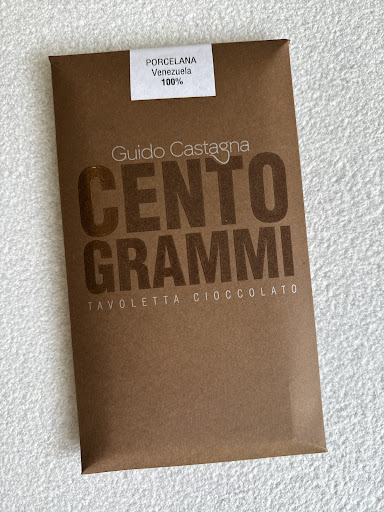 PORCELANA
Venezuela
100%
Guido Castagna
CENTO
GRAMMI
TAVOLETTA CIOCCOLATO